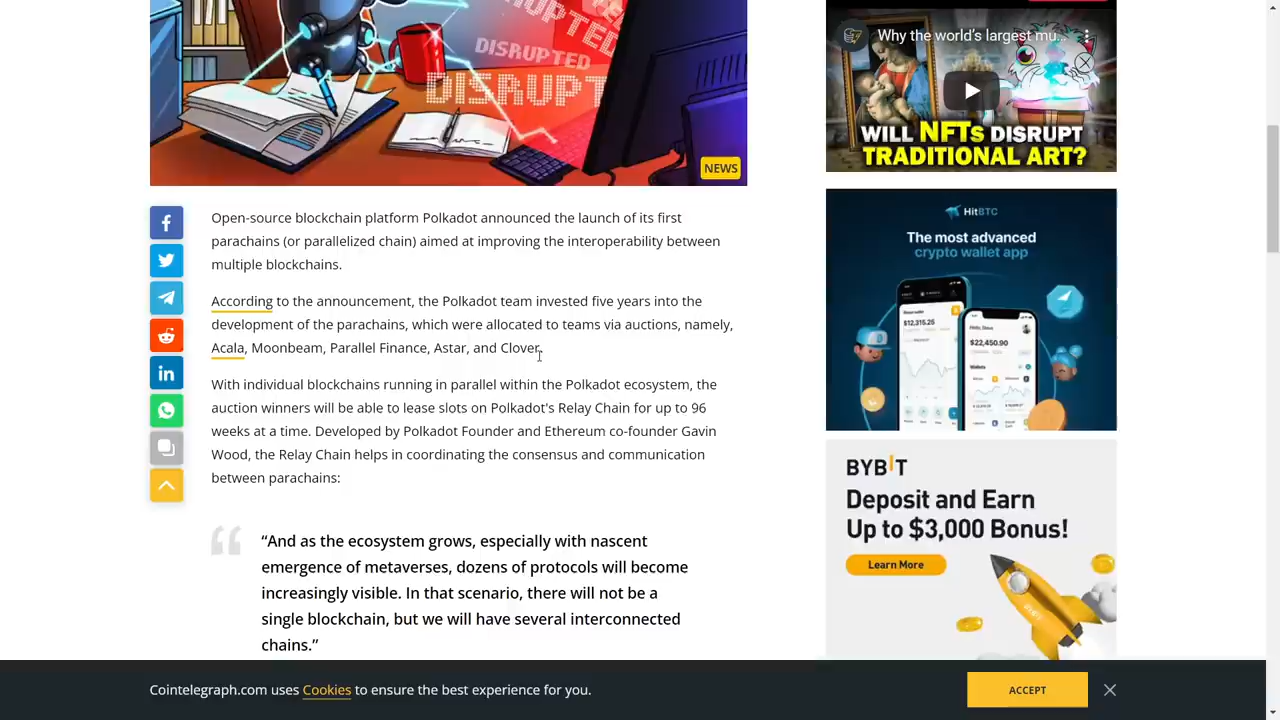 DISRUPTED
DISRUPTED
DISRUPT
NEWS
Open-source blockchain platform Polkadot announced the launch of its first
parachains (or parallelized chain) aimed at improving the interoperability between
multiple blockchains.
According to the announcement, the Polkadot team invested five years into the
development of the parachains, which were allocated to teams via auctions, namely,
Acala, Moonbeam, Parallel Finance, Astar, and Clover.
With individual blockchains running in parallel within the Polkadot ecosystem, the
auction winners will be able to lease slots on Polkadot's Relay Chain for up to 96
weeks at a time. Developed by Polkadot Founder and Ethereum co-founder Gavin
Wood, the Relay Chain helps in coordinating the consensus and communication
between parachains:
“And as the ecosystem grows, especially with nascent
emergence of metaverses, dozens of protocols will become
increasingly visible. In that scenario, there will not be a
single blockchain, but we will have several interconnected
chains.”
Why the world's largest mu...
WILL NFTs DISRUPT
TRADITIONAL ART?
HitBTC
The most advanced
crypto wallet app
$12,315.25
$22,450.90
BYBIT
Deposit and Earn
Up to $3,000 Bonus!
Learn More
Cointelegraph.com uses Cookies to ensure the best experience for you.
ACCEPT